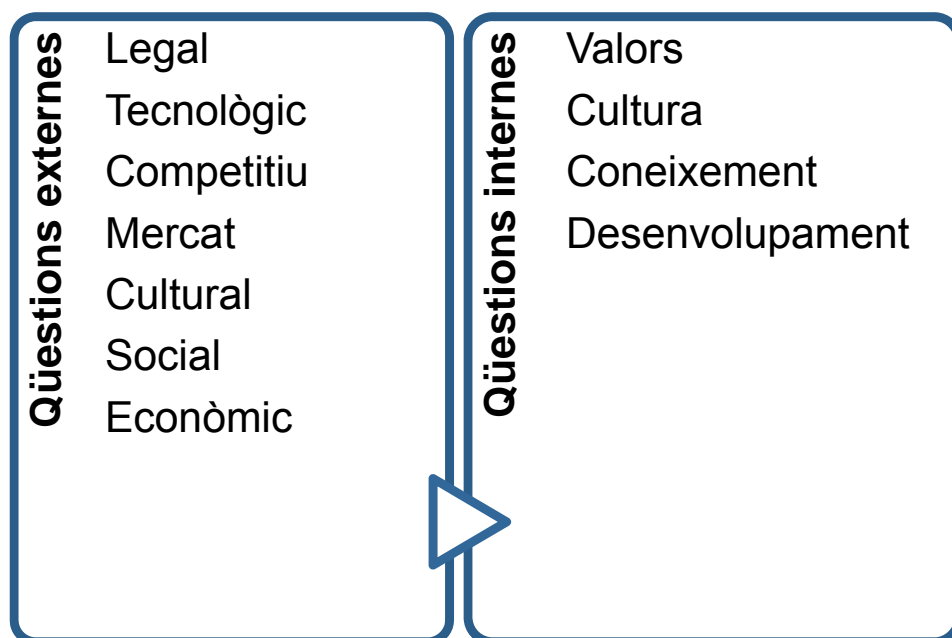 Qüestions externes
Legal
Tecnològic
Competitiu
Mercat
Cultural
Social
Econòmic
Qüestions internes
Valors
Cultura
Coneixement
Desenvolupament